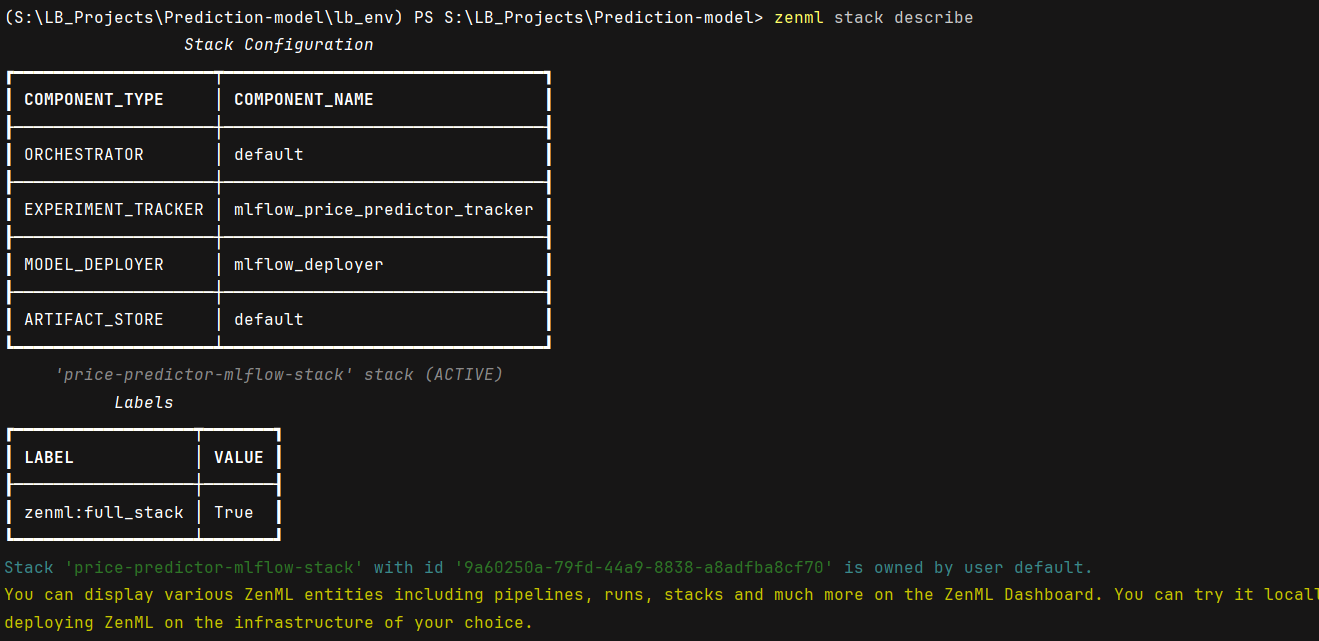 (S:\LB_Projects\Prediction-model\lb_env) PS S:\LB_Projects\Prediction-model> zenml stack describe
Stack Configuration
COMPONENT_TYPE COMPONENT_NAME
ORCHESTRATOR default
EXPERIMENT_TRACKER mlflow_price_predictor_tracker
MODEL_DEPLOYER mlflow_deployer
ARTIFACT_STORE default
'price-predictor-mlflow-stack' stack (ACTIVE)
Labels
LABEL VALUE
zenml:full_stack True
Stack 'price-predictor-mlflow-stack' with id '9a60250a-79fd-44a9-8838-a8adfba8cf70' is owned by user default.
You can display various ZenML entities including pipelines, runs, stacks and much more on the ZenML Dashboard. You can try it locall
deploying ZenML on the infrastructure of your choice.